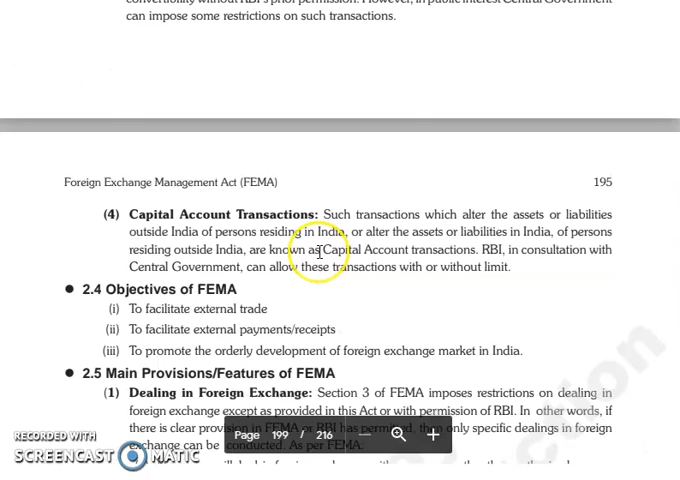 can impose some restrictions on such transactions.
Foreign Exchange Management Act (FEMA) 195
(4) Capital Account Transactions: Such transactions which alter the assets or liabilities
outside India of persons residing in India, or alter the assets or liabilities in India, of persons
residing outside India, are known as Capital Account transactions. RBI, in consultation with
Central Government, can allow these transactions with or without limit.
● 2.4 Objectives of FEMA
(i) To facilitate external trade
(ii) To facilitate external payments/receipts
(iii) To promote the orderly development of foreign exchange market in India.
● 2.5 Main Provisions/Features of FEMA
(1) Dealing in Foreign Exchange: Section 3 of FEMA imposes restrictions on dealing in
foreign exchange except as provided in this Act or with permission of RBI. In other words, if
there is clear provision in FEMA or RBI has permitted, then only specific dealings in foreign
exchange can be conducted. As per FEMA:
Page 199 / 216
RECORDED WITH
SCREENCAST MATIC